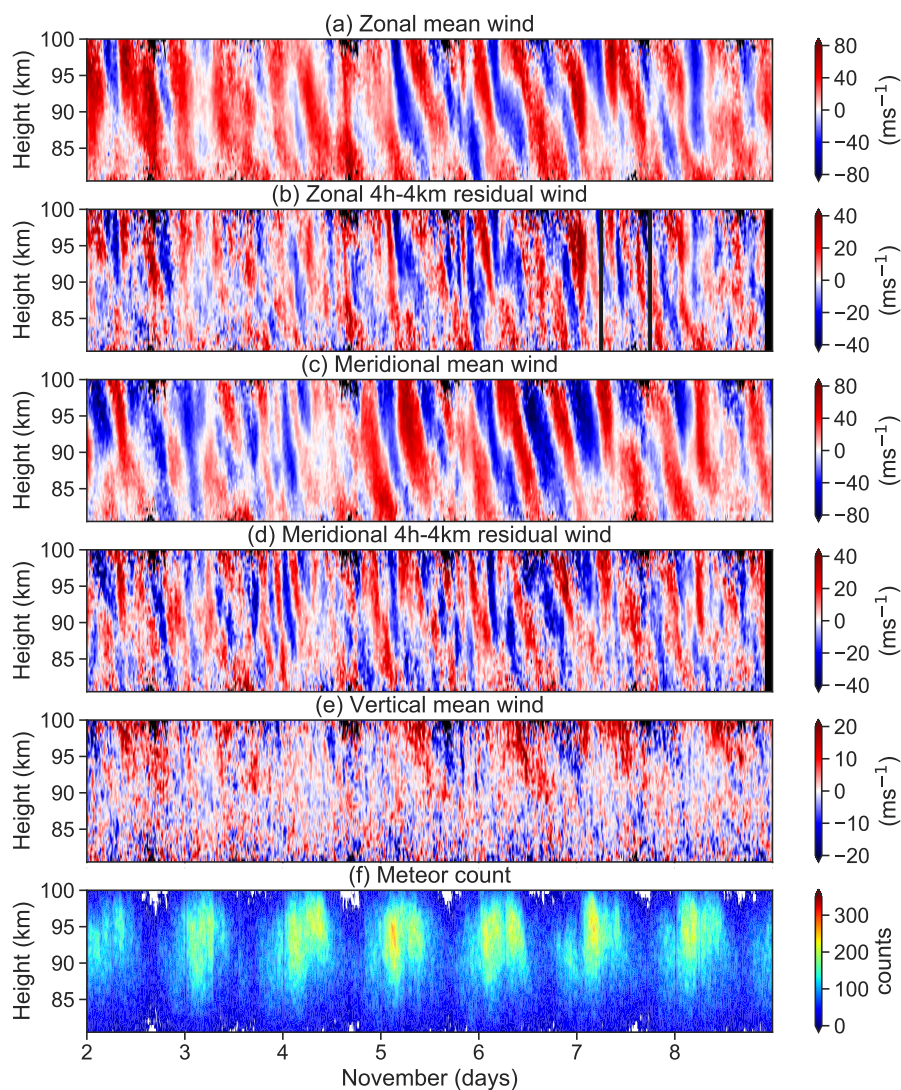 (a) Zonal mean wind
Height (km)
100
95
90
85
80
40
0
−40
−80
(ms−1)
(b) Zonal 4h-4km residual wind
Height (km)
100
95
90
85
40
20
0
−20
−40
(ms−1)
(c) Meridional mean wind
Height (km)
100
95
90
85
80
40
0
−40
−80
(ms−1)
(d) Meridional 4h-4km residual wind
Height (km)
100
95
90
85
40
20
0
−20
−40
(ms−1)
(e) Vertical mean wind
Height (km)
100
95
90
85
20
10
0
−10
−20
(ms−1)
(f) Meteor count
Height (km)
100
95
90
85
300
200
100
0
counts
2 3 4 5 6 7 8
November (days)